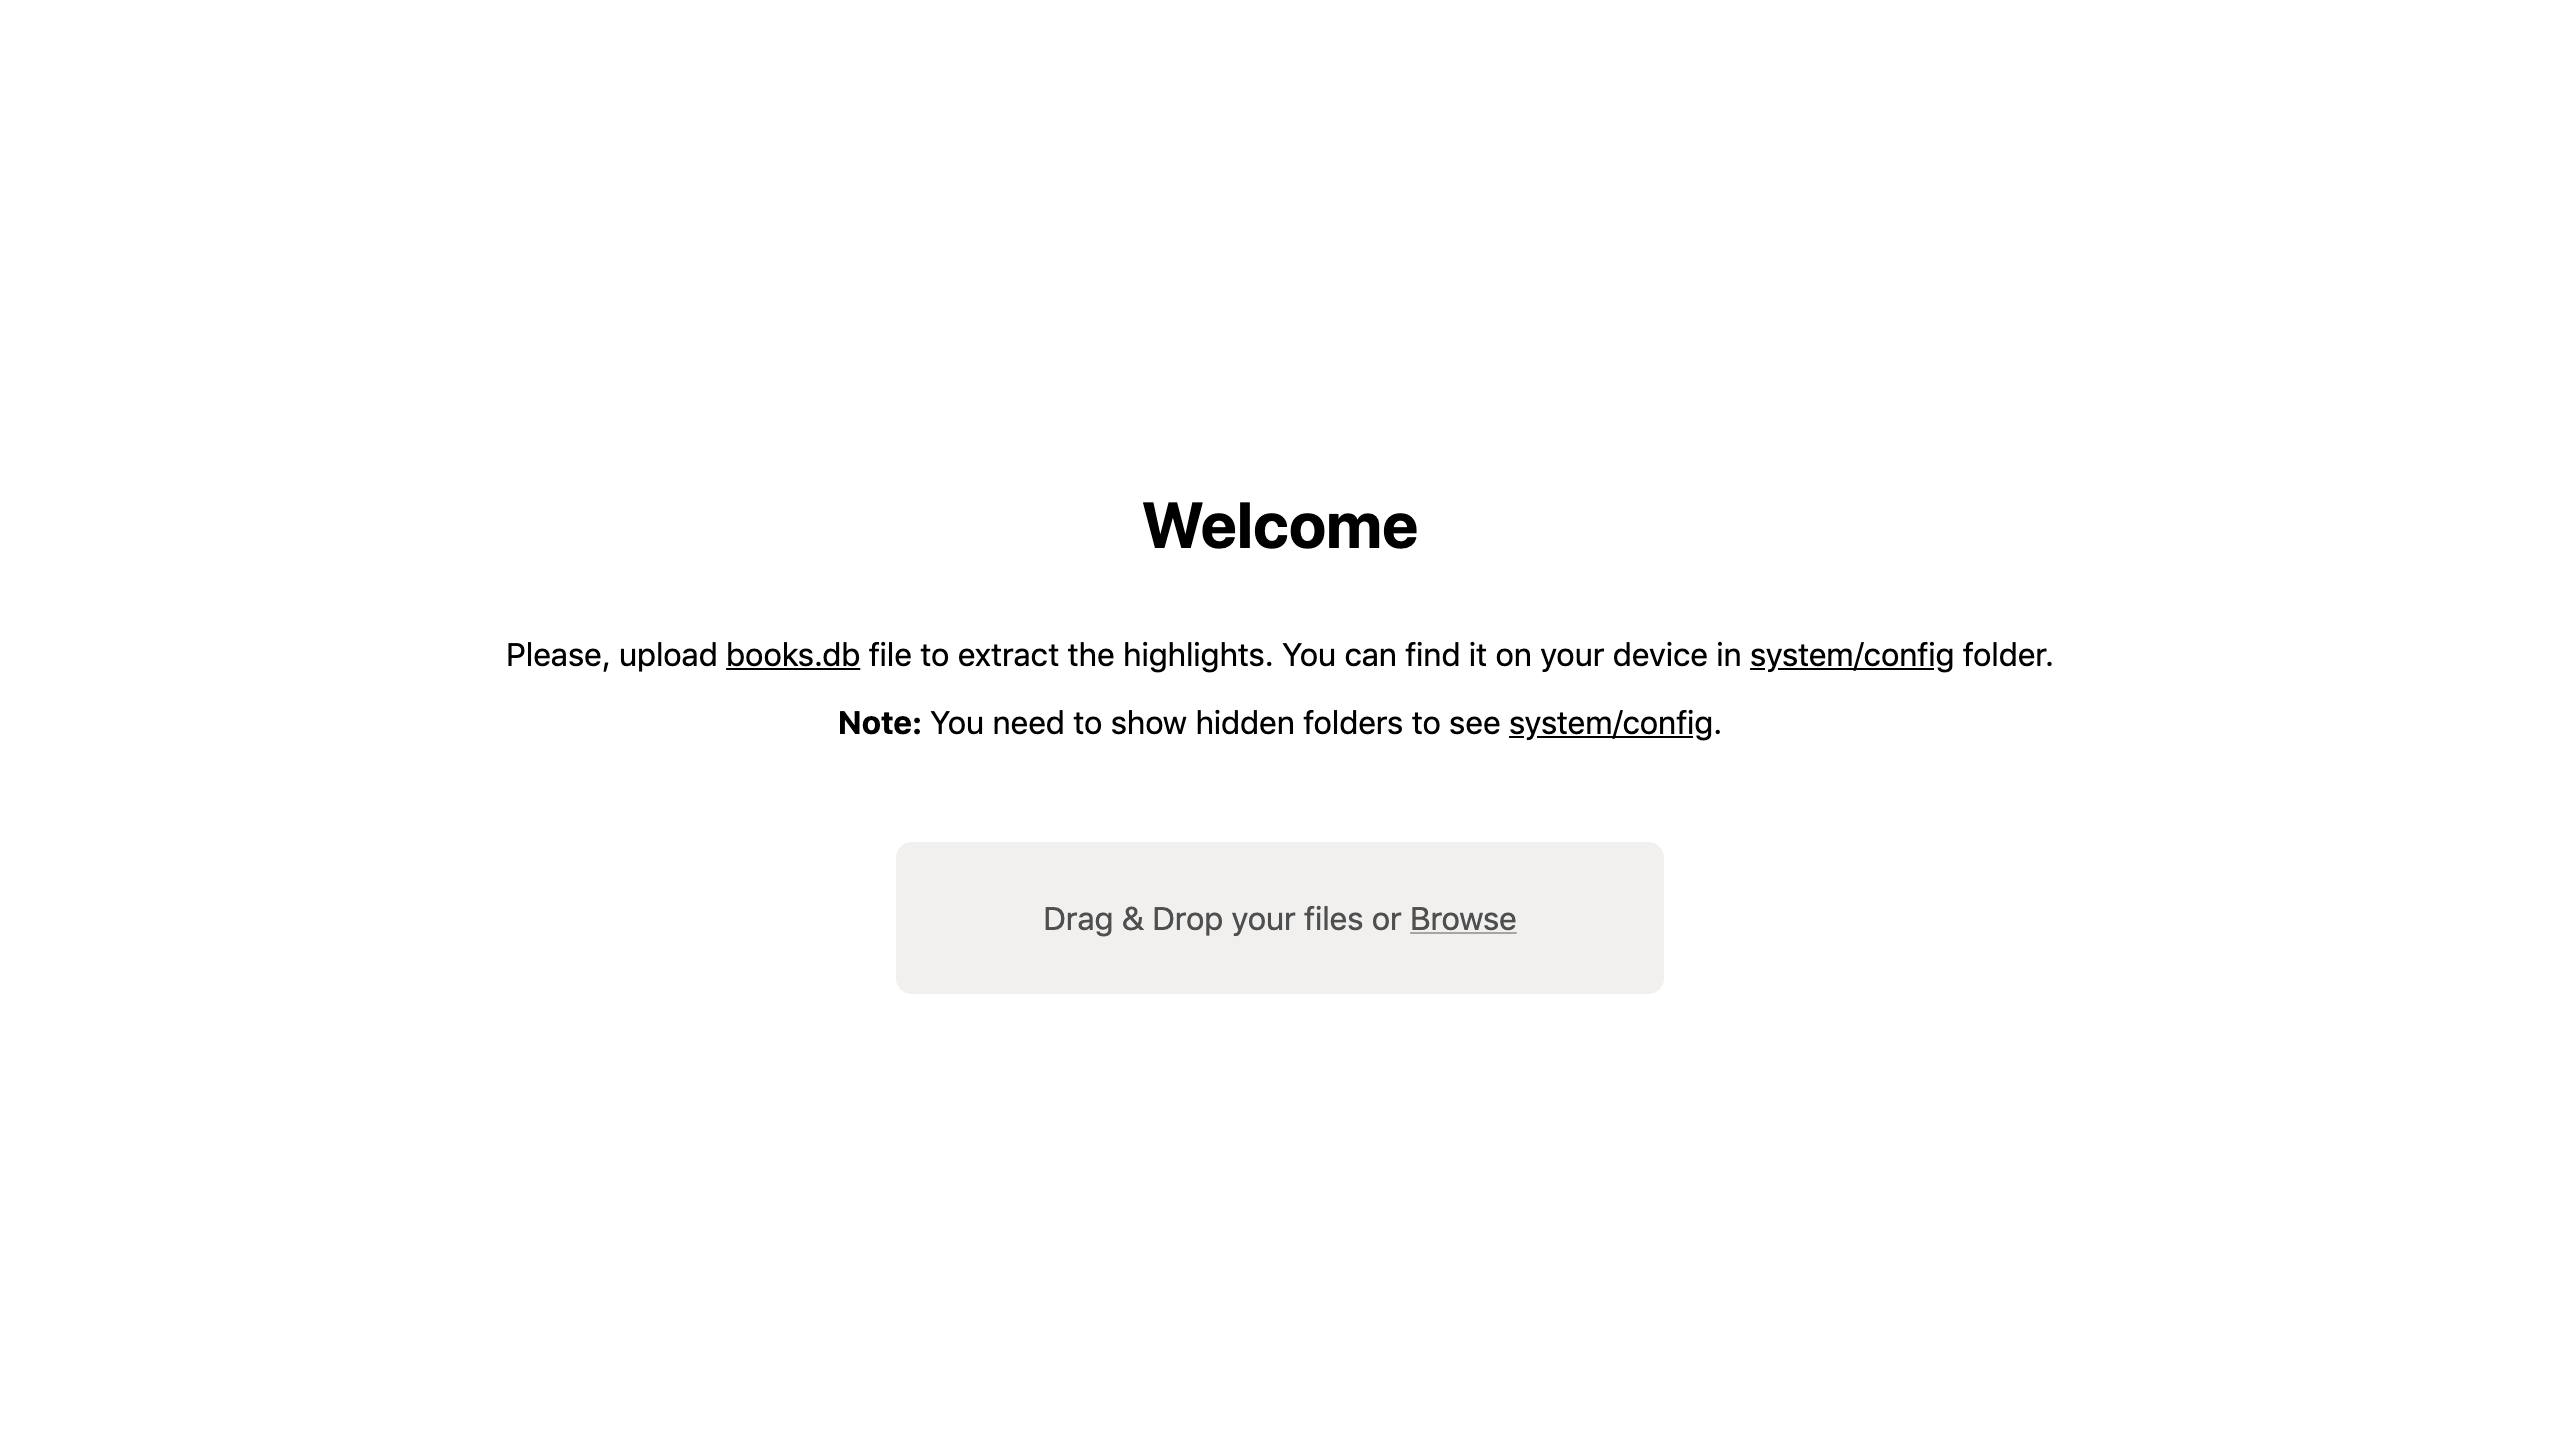 Welcome
Please, upload books.db file to extract the highlights. You can find it on your device in system/config folder.
Note: You need to show hidden folders to see system/config.
Drag & Drop your files or Browse